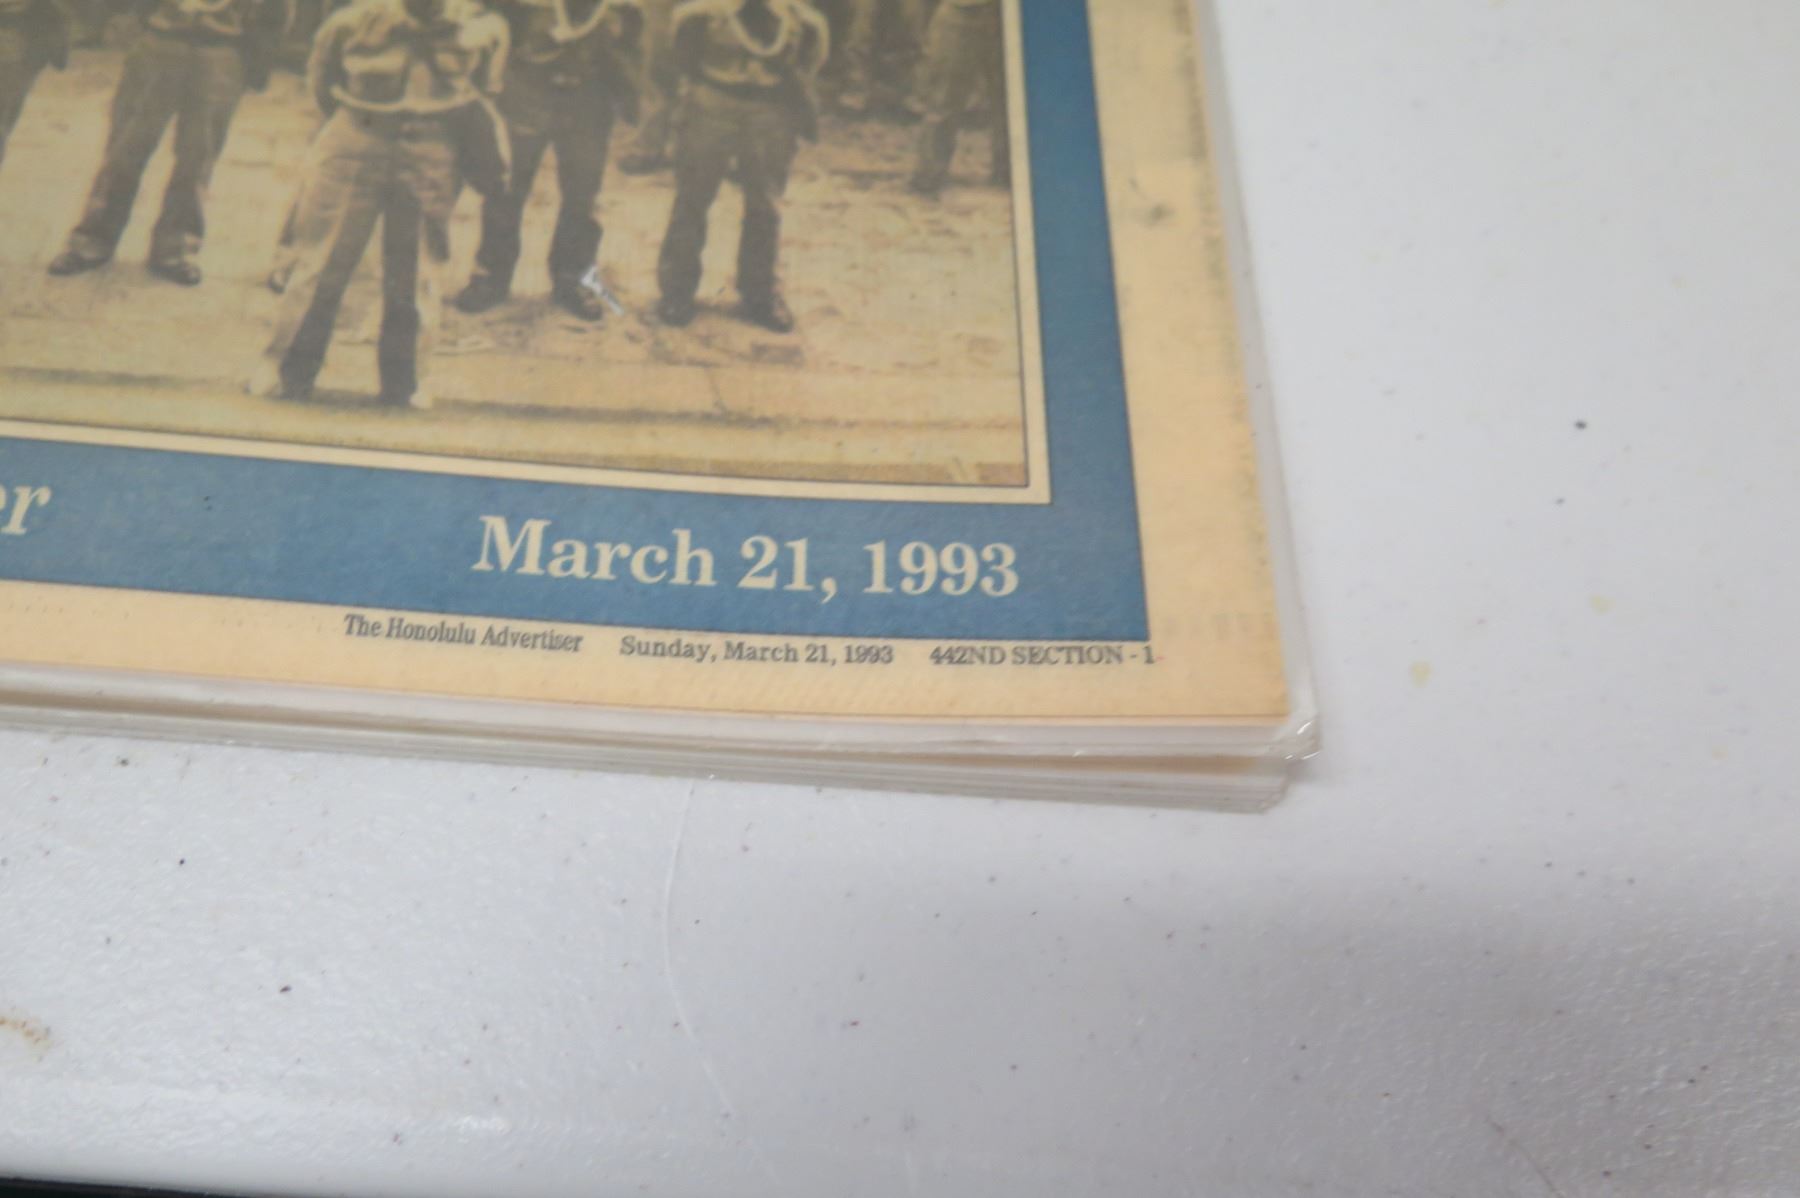 er March 21, 1993
The Honolulu Advertiser Sunday, March 21, 1993 442ND SECTION - 1